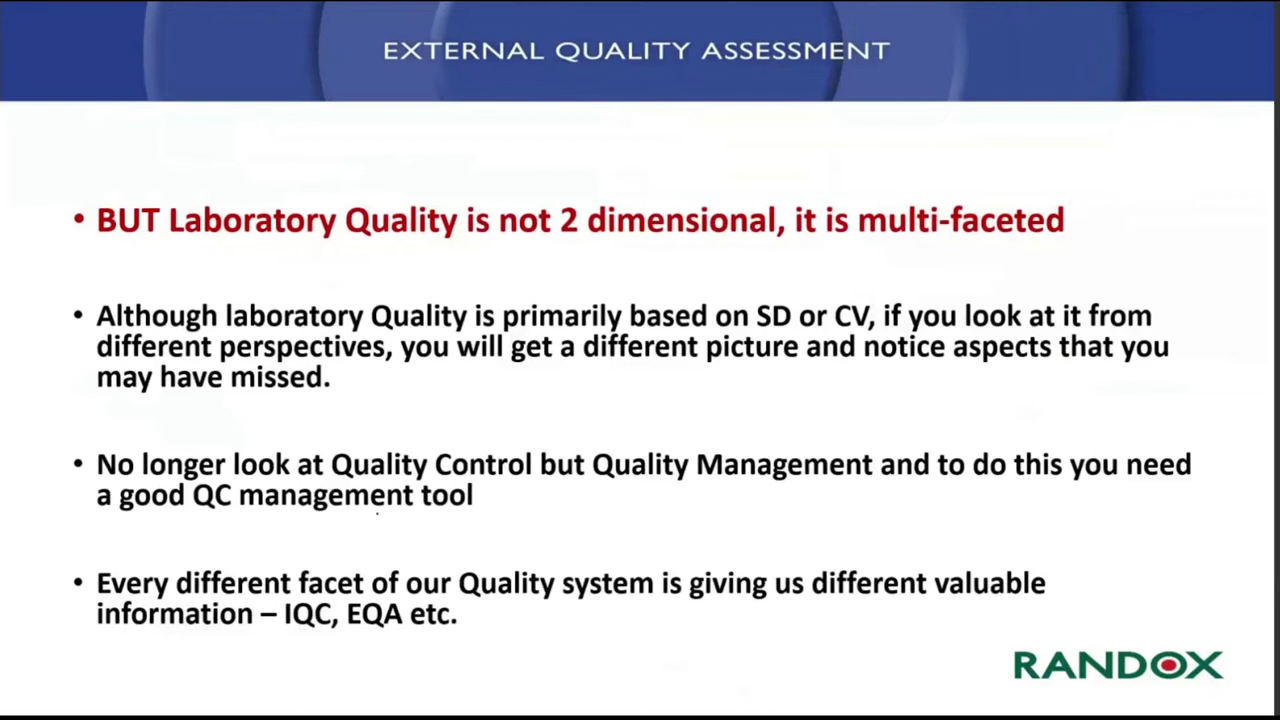 EXTERNAL QUALITY ASSESSMENT
• BUT Laboratory Quality is not 2 dimensional, it is multi-faceted
• Although laboratory Quality is primarily based on SD or CV, if you look at it from
different perspectives, you will get a different picture and notice aspects that you
may have missed.
• No longer look at Quality Control but Quality Management and to do this you need
a good QC management tool
• Every different facet of our Quality system is giving us different valuable
information – IQC, EQA etc.
RANDOX